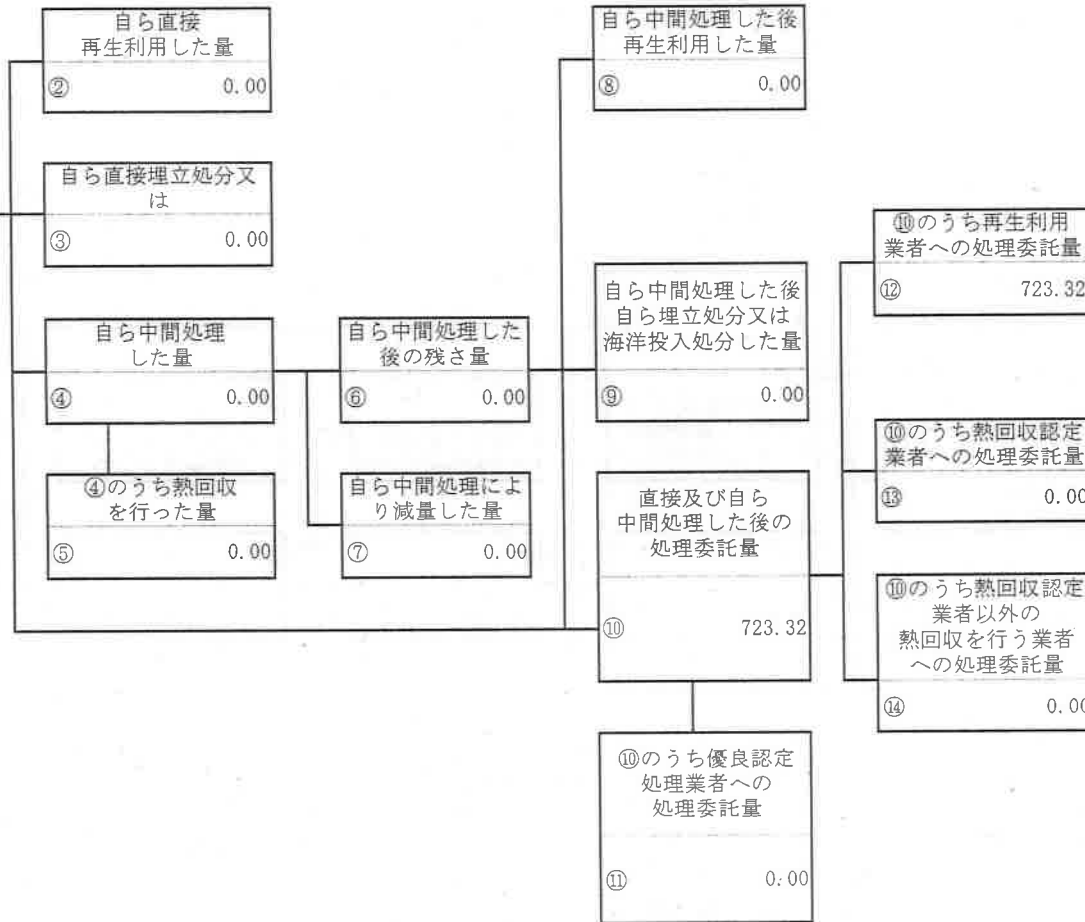 自ら直接
再生利用した量
② 0.00
自ら直接埋立処分又
は
③ 0.00
自ら中間処理
した量
④ 0.00
④のうち熱回収
を行った量
⑤ 0.00
自ら中間処理した
後の残さ量
⑥ 0.00
自ら中間処理によ
り減量した量
⑦ 0.00
自ら中間処理した後
再生利用した量
⑧ 0.00
自ら中間処理した後
自ら埋立処分又は
海洋投入処分した量
⑨ 0.00
直接及び自ら
中間処理した後の
処理委託量
⑩ 723.32
⑩のうち優良認定
処理業者への
処理委託量
⑪ 0.00
⑩のうち再生利用
業者への処理委託量
⑫ 723.32
⑩のうち熱回収認定
業者への処理委託量
⑬ 0.00
⑩のうち熱回収認定
業者以外の
熱回収を行う業者
への処理委託量
⑭ 0.00